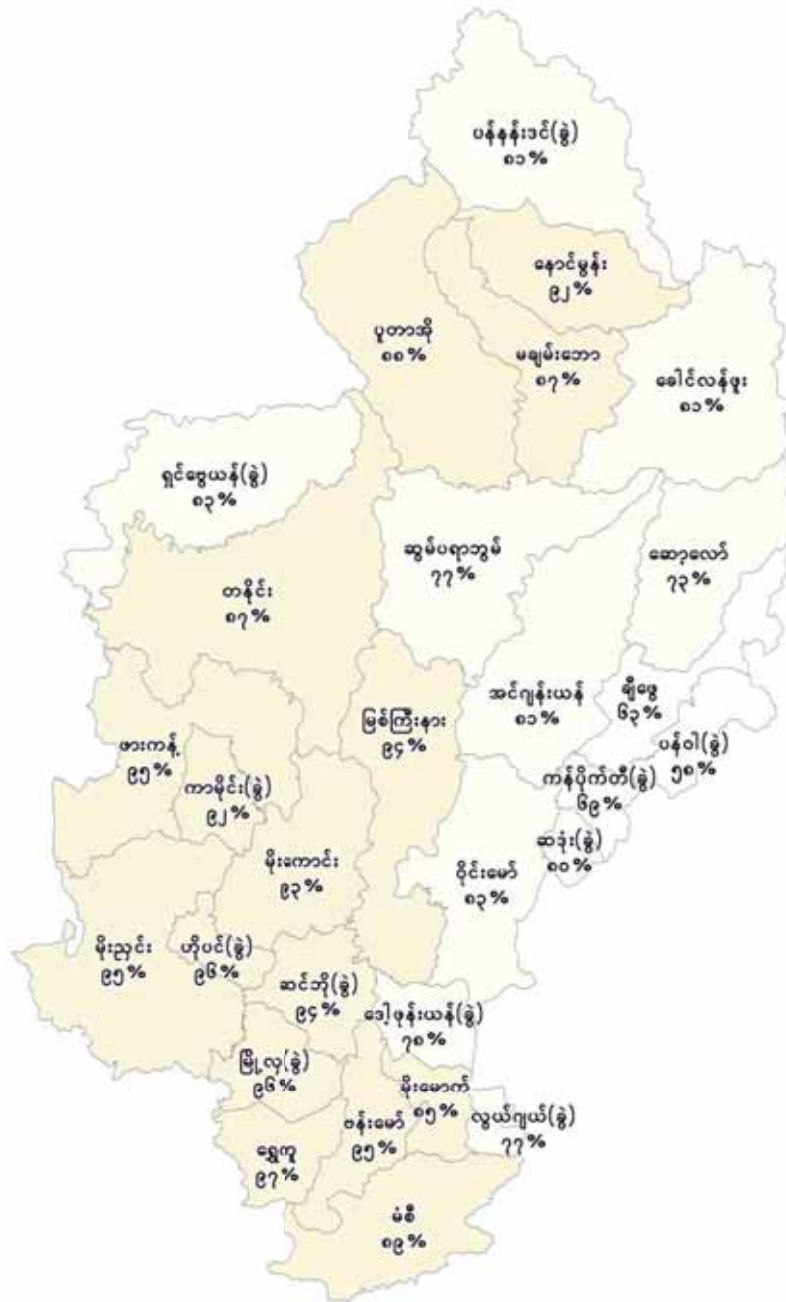 ပန်နန်းဒင်(ခွဲ)
၈၁%
နောင်မွန်း
၉၂%
ပူတာအို
၈၈%
မချမ်းဘော
၈၇%
ခေါင်လန်ဖူး
၈၁%
ရှင်ဗွေယန်(ခွဲ)
၈၃%
ဆွမ်ပရာဘွမ်
၇၇%
ဆော့လော်
၇၃%
တနိုင်း
၈၇%
အင်ဂျန်းယန်
၈၁%
ချီဖွေ
၆၃%
မြစ်ကြီးနား
၉၄%
ပန်ဝါ(ခွဲ)
၅၈%
ဖားကန့်
၉၅%
ကန်ပိုက်တီ(ခွဲ)
၆၉%
ကာမိုင်း(ခွဲ)
၉၂%
ဆဒုံး(ခွဲ)
၈၀%
မိုးကောင်း
၉၃%
ဝိုင်းမော်
၈၃%
မိုးညှင်း
၉၅%
ဟိုပင်(ခွဲ)
၉၆%
ဆင်ဘို(ခွဲ)
၉၄%
ဒေါ့ဖုန်းယန်(ခွဲ)
၇၈%
မြို့လှ(ခွဲ)
၉၆%
မိုးမောက်
၈၅%
လွယ်ဂျယ်(ခွဲ)
၇၇%
ဗန်းမော်
၉၅%
ရွှေကူ
၉၇%
မံစီ
၈၉%